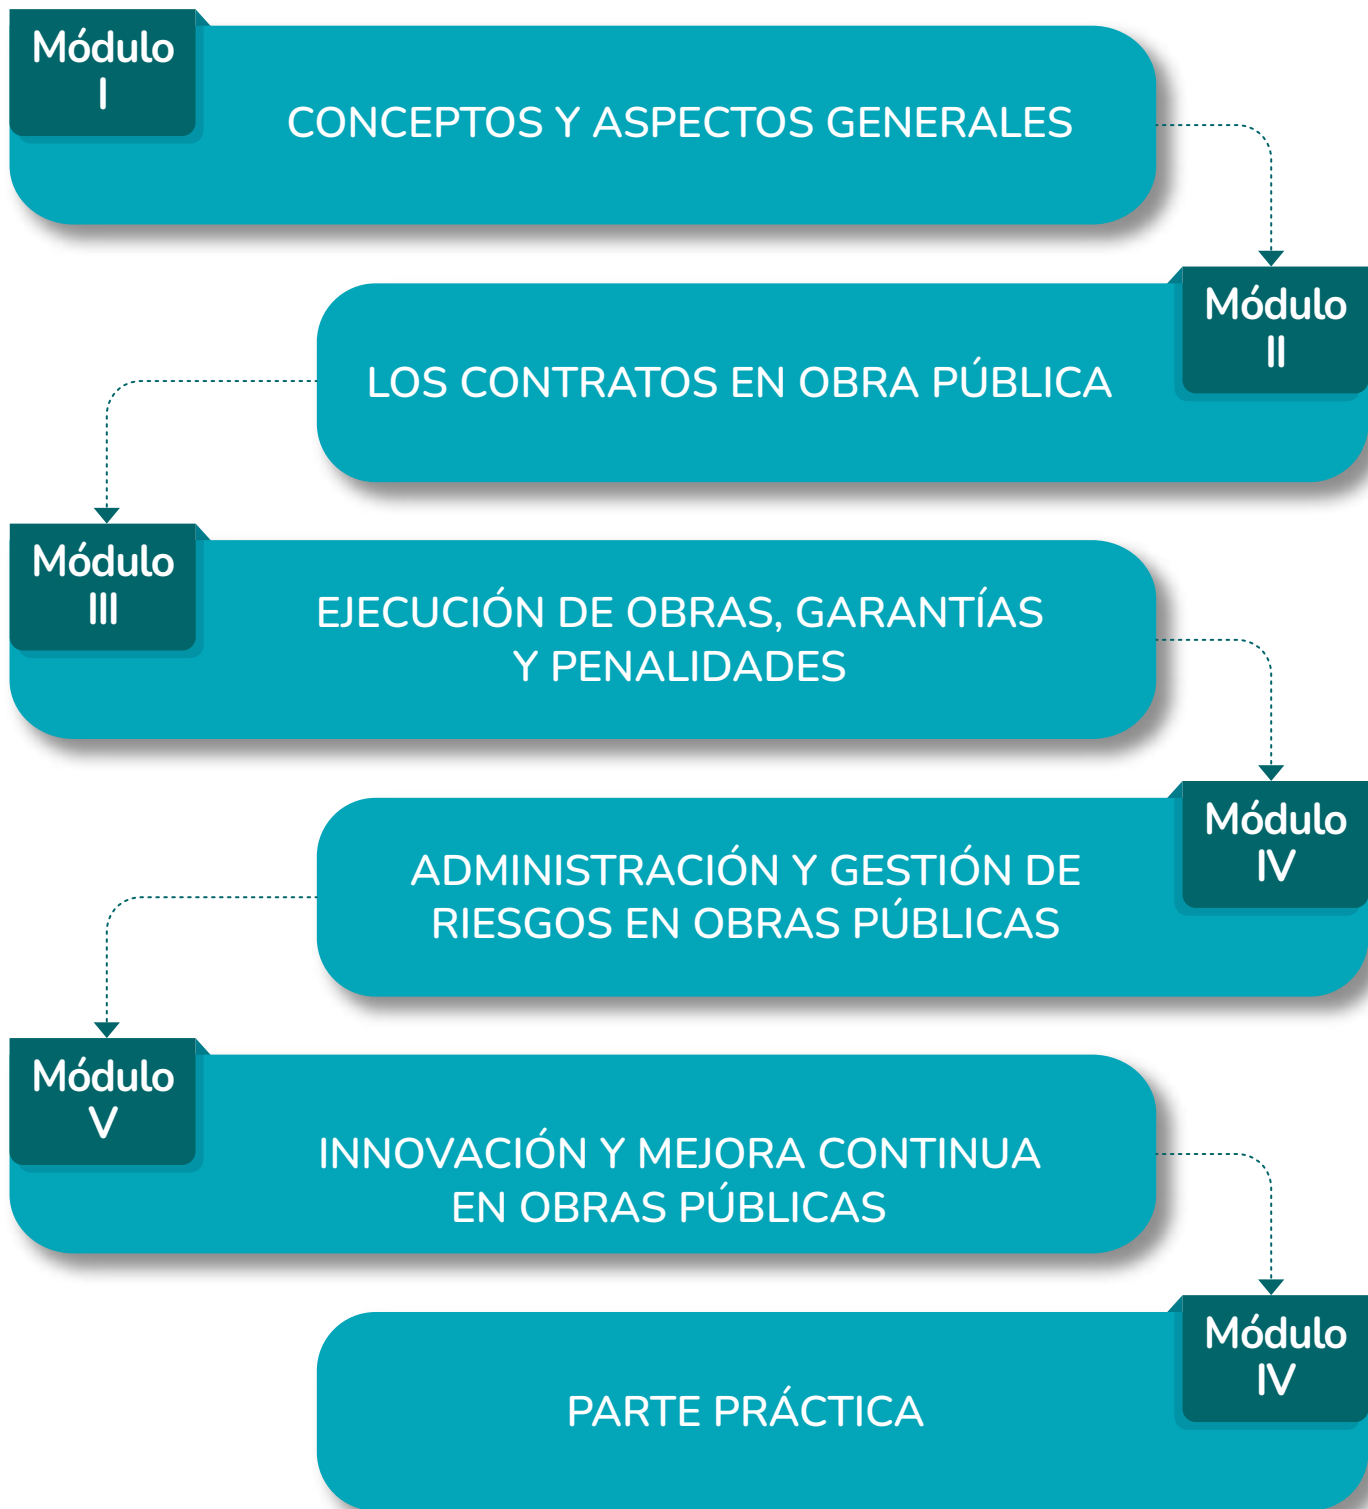 Módulo
I
CONCEPTOS Y ASPECTOS GENERALES
Módulo
II
LOS CONTRATOS EN OBRA PÚBLICA
Módulo
III
EJECUCIÓN DE OBRAS, GARANTÍAS
Y PENALIDADES
Módulo
IV
ADMINISTRACIÓN Y GESTIÓN DE
RIESGOS EN OBRAS PÚBLICAS
Módulo
V
INNOVACIÓN Y MEJORA CONTINUA
EN OBRAS PÚBLICAS
Módulo
IV
PARTE PRÁCTICA